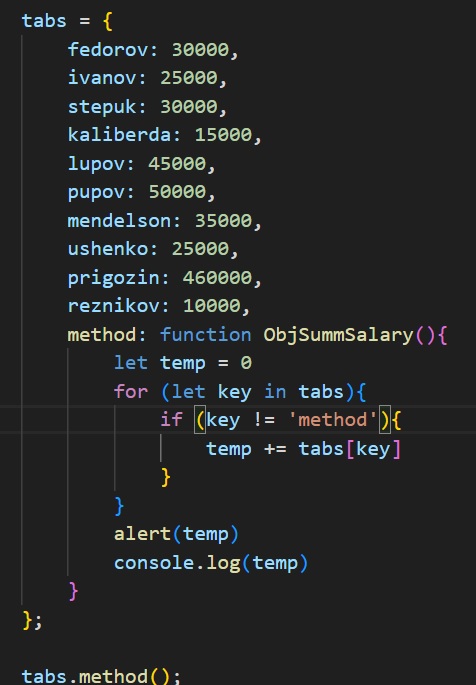 tabs = {
    fedorov: 30000,
    ivanov: 25000,
    stepuk: 30000,
    kaliberda: 15000,
    lupov: 45000,
    pupov: 50000,
    mendelson: 35000,
    ushenko: 25000,
    prigozin: 460000,
    reznikov: 10000,
    method: function ObjSummSalary(){
        let temp = 0
        for (let key in tabs){
            if (key != 'method'){
                temp += tabs[key]
            }
        }
        alert(temp)
        console.log(temp)
    }
};

tabs.method();